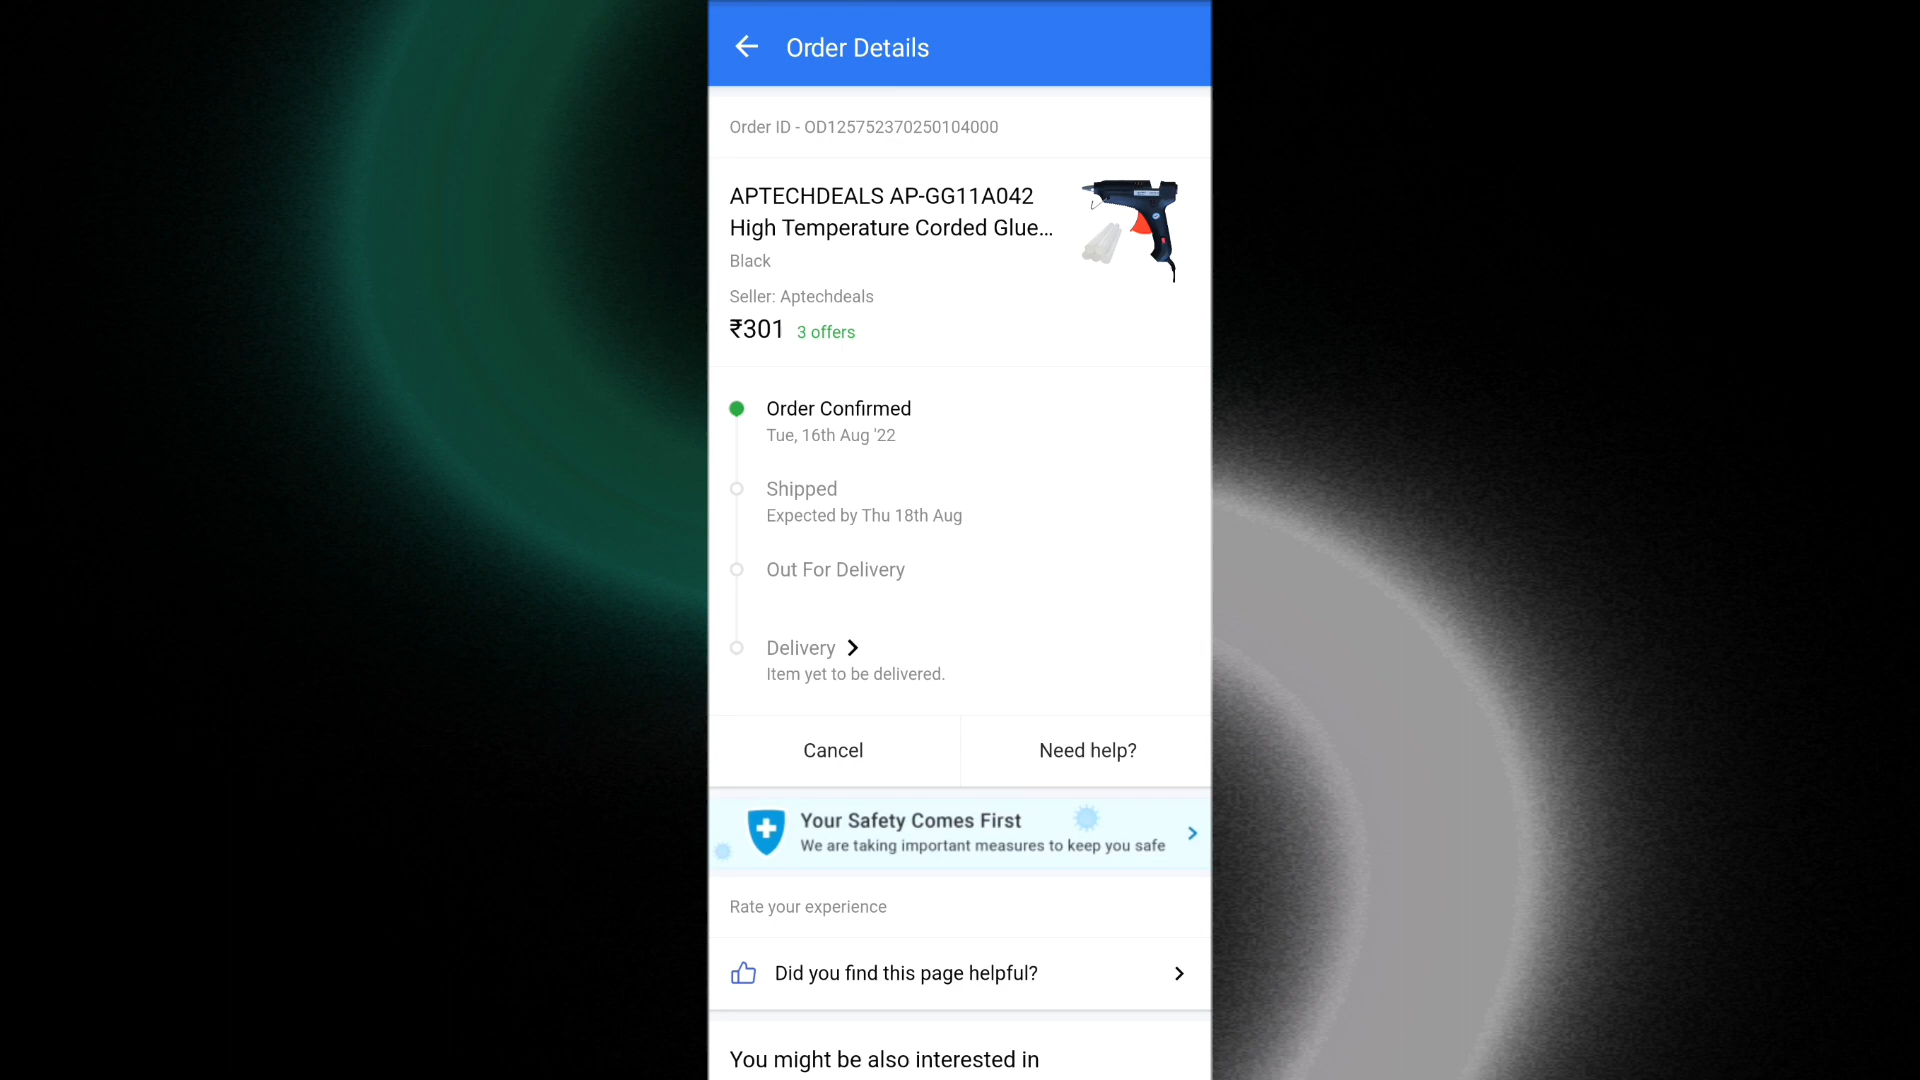 Order Details
Order ID - OD125752370250104000
APTECHDEALS AP-GG11A042
High Temperature Corded Glue...
Black
Seller: Aptechdeals
₹301 3 offers
Order Confirmed
Tue, 16th Aug '22
Shipped
Expected by Thu 18th Aug
Out For Delivery
Delivery
Item yet to be delivered.
Cancel
Need help?
Your Safety Comes First
We are taking important measures to keep you safe
Rate your experience
Did you find this page helpful?
You might be also interested in